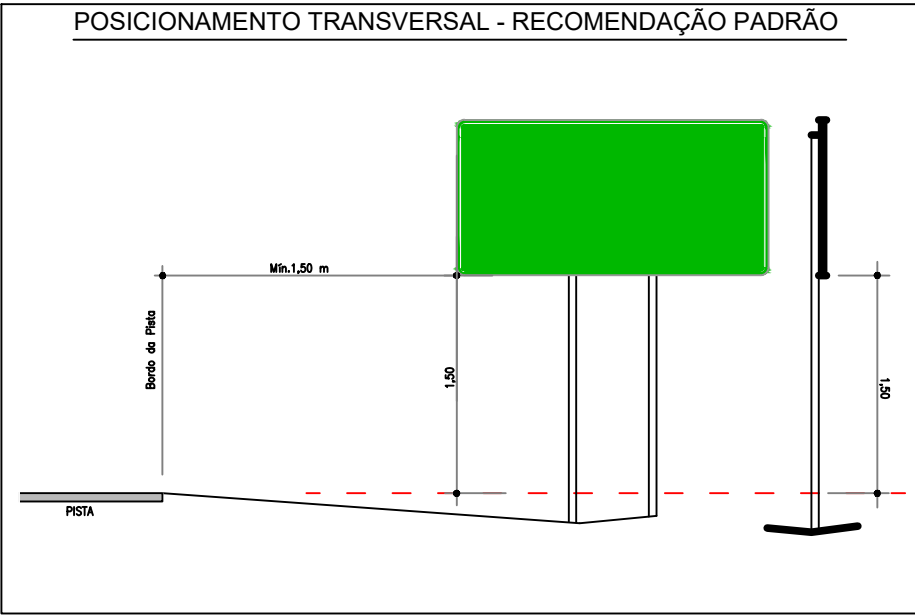 POSICIONAMENTO TRANSVERSAL - RECOMENDAÇÃO PADRÃO
Mín.1,50 m
Bordo da Pista
1,50
1,50
PISTA